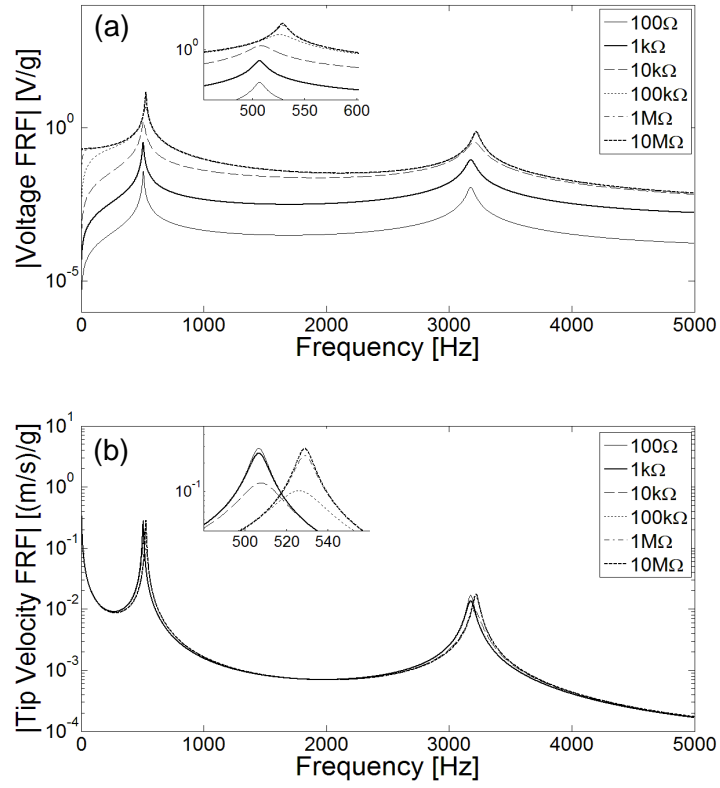 (a)
|Voltage FRF| [V/g]
10⁰
10⁻⁵
10⁰
500 550 600
100Ω
1kΩ
10kΩ
100kΩ
1MΩ
10MΩ
0 1000 2000 3000 4000 5000
Frequency [Hz]
(b)
|Tip Velocity FRF| [(m/s)/g]
10¹
10⁰
10⁻¹
10⁻²
10⁻³
10⁻⁴
10⁻¹
500 520 540
100Ω
1kΩ
10kΩ
100kΩ
1MΩ
10MΩ
0 1000 2000 3000 4000 5000
Frequency [Hz]